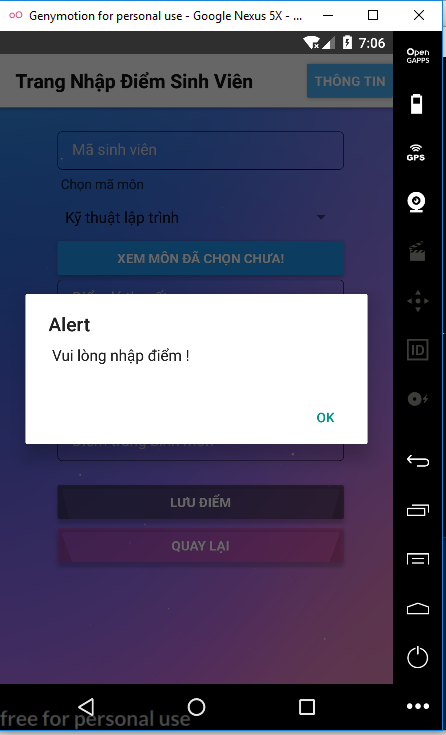 Genymotion for personal use - Google Nexus 5X - ...
7:06
Open
GAPPS
Trang Nhập Điểm Sinh Viên
THÔNG TIN
Mã sinh viên
GPS
Chọn mã môn
Kỹ thuật lập trình
XEM MÔN ĐÃ CHỌN CHƯA!
Alert
Vui lòng nhập điểm !
ID
OK
LƯU ĐIỂM
QUAY LẠI
free for personal use